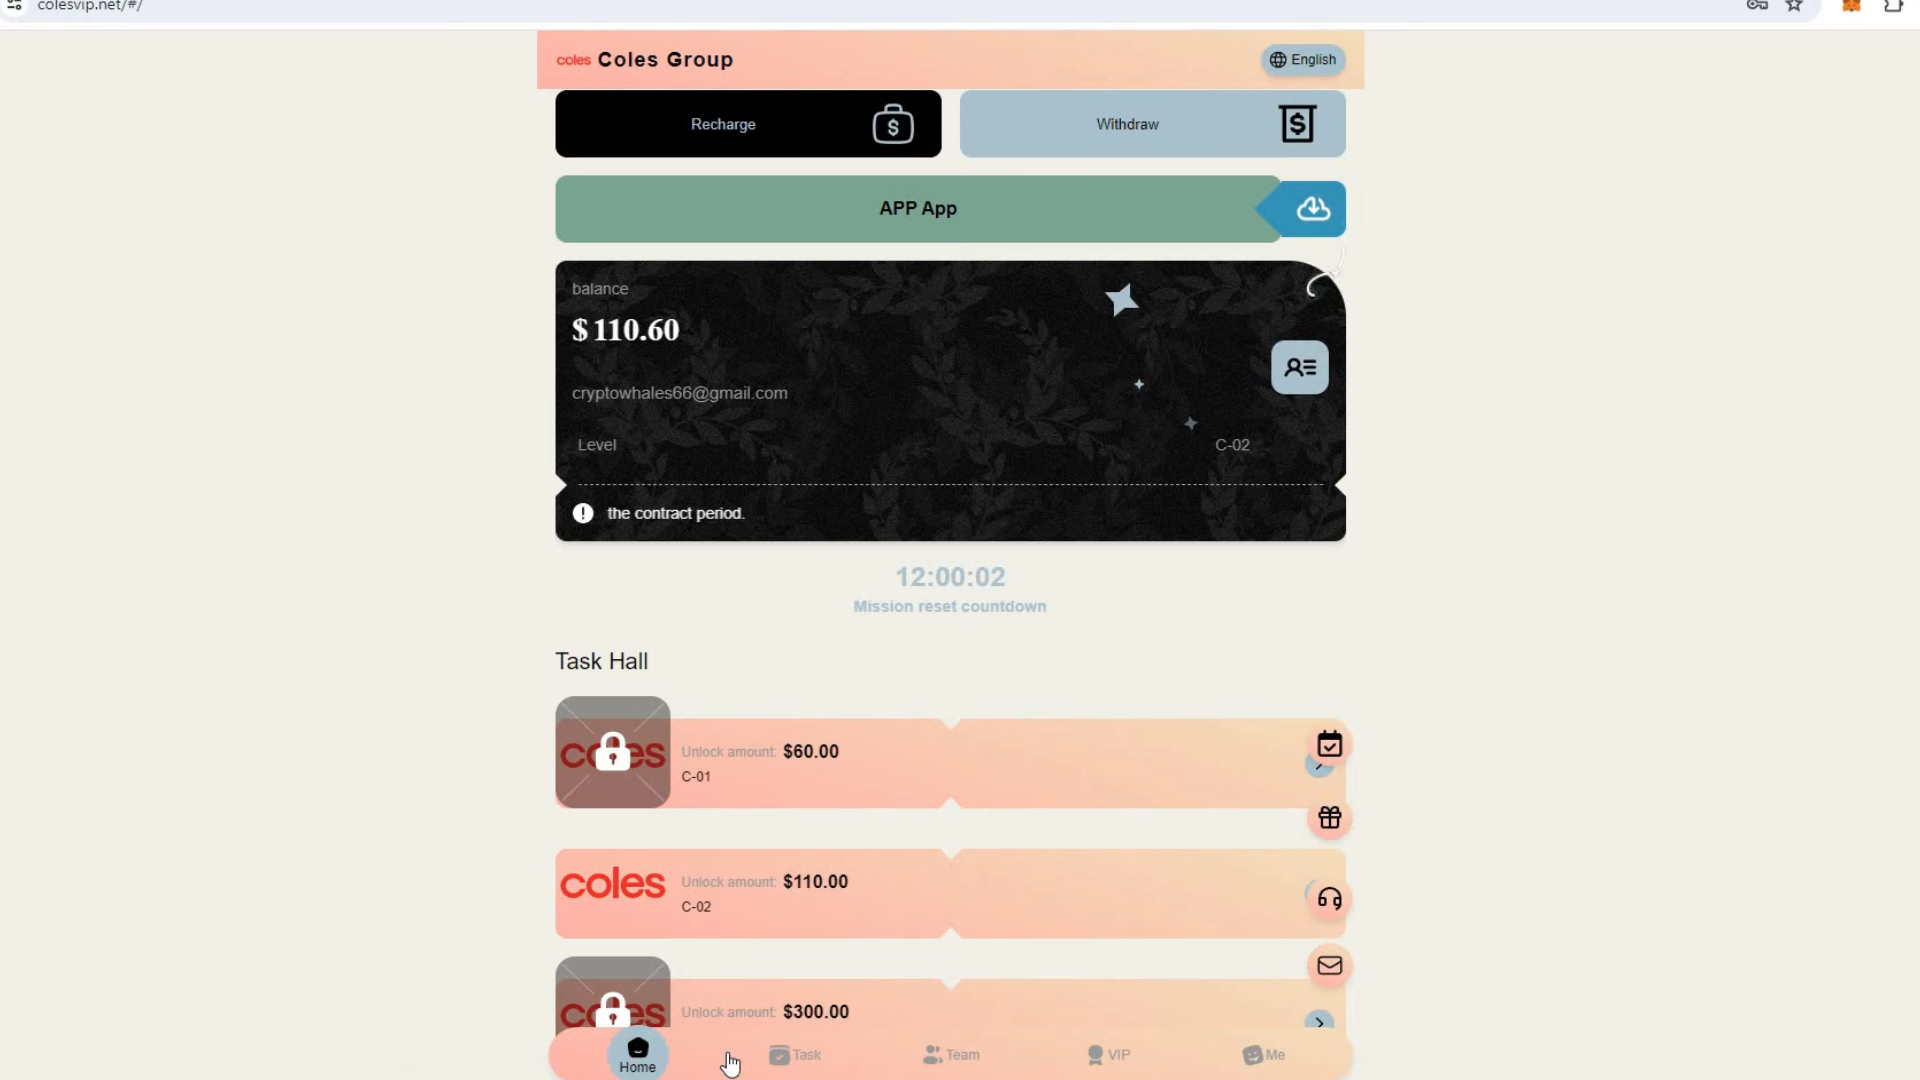 colesvip.net/#/
coles Coles Group
English
Recharge
Withdraw
APP App
balance
$110.60
cryptowhales66@gmail.com
Level
C-02
the contract period.
12:00:02
Mission reset countdown
Task Hall
coles
Unlock amount: $60.00
C-01
coles
Unlock amount: $110.00
C-02
coles
Unlock amount: $300.00
Home
Task
Team
VIP
Me